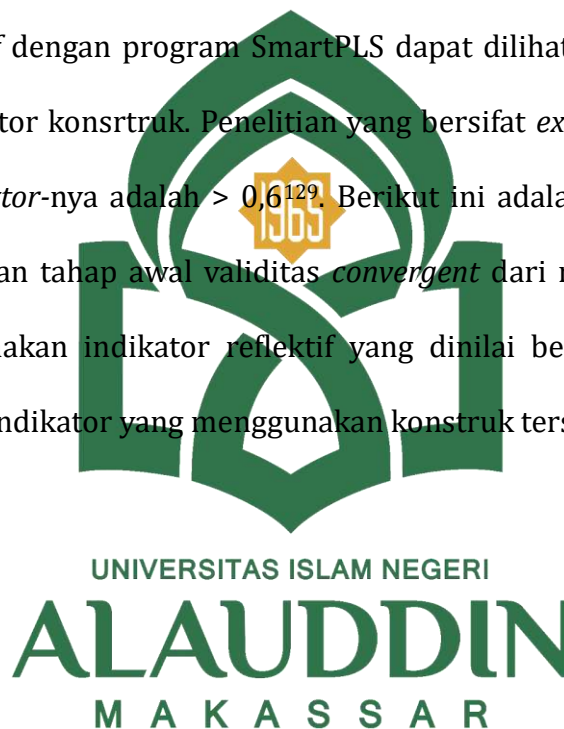 f dengan program SmartPLS dapat dilihat
tor konsrtruk. Penelitian yang bersifat ex
tor-nya adalah > 0,6129. Berikut ini adala
1965
an tahap awal validitas convergent dari r
nakan indikator reflektif yang dinilai be
ndikator yang menggunakan konstruk ters
UNIVERSITAS ISLAM NEGERI
ALAUDDIN
MAKASSAR